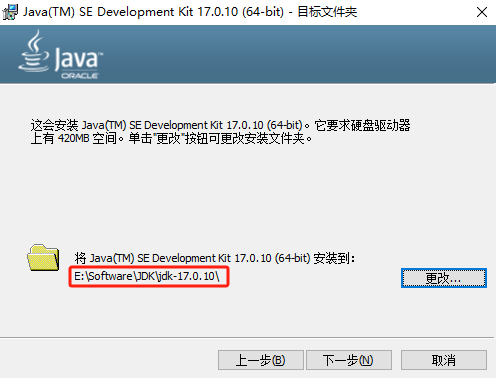 Java(TM) SE Development Kit 17.0.10 (64-bit) - 目标文件夹
Java
ORACLE
这会安装 Java(TM) SE Development Kit 17.0.10 (64-bit)。它要求硬盘驱动器
上有 420MB 空间。单击"更改"按钮可更改安装文件夹。
将 Java(TM) SE Development Kit 17.0.10 (64-bit) 安装到：
E:\Software\JDK\jdk-17.0.10\
更改...
上一步(B)
下一步(N)
取消